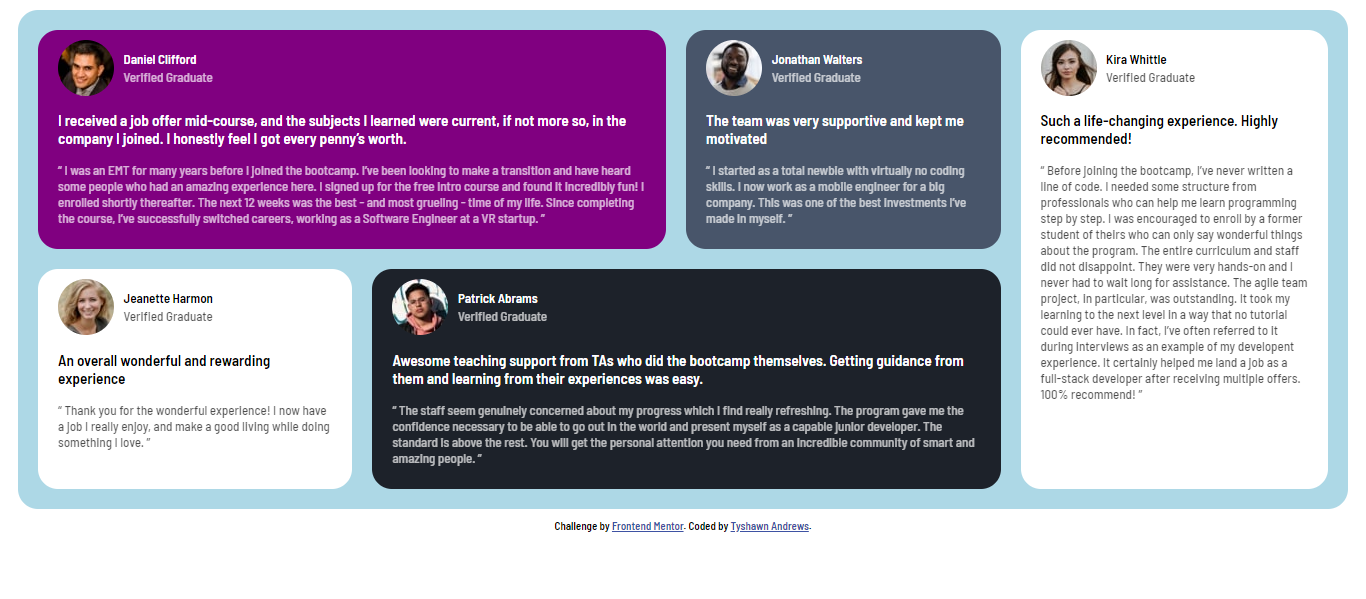 Daniel Clifford
Verified Graduate
I received a job offer mid-course, and the subjects I learned were current, if not more so, in the
company I joined. I honestly feel I got every penny’s worth.
“ I was an EMT for many years before I joined the bootcamp. I’ve been looking to make a transition and have heard
some people who had an amazing experience here. I signed up for the free intro course and found it incredibly fun! I
enrolled shortly thereafter. The next 12 weeks was the best - and most grueling - time of my life. Since completing
the course, I’ve successfully switched careers, working as a Software Engineer at a VR startup. ”
Jonathan Walters
Verified Graduate
The team was very supportive and kept me
motivated
“ I started as a total newbie with virtually no coding
skills. I now work as a mobile engineer for a big
company. This was one of the best investments I’ve
made in myself. ”
Kira Whittle
Verified Graduate
Such a life-changing experience. Highly
recommended!
“ Before joining the bootcamp, I’ve never written a
line of code. I needed some structure from
professionals who can help me learn programming
step by step. I was encouraged to enroll by a former
student of theirs who can only say wonderful things
about the program. The entire curriculum and staff
did not disappoint. They were very hands-on and I
never had to wait long for assistance. The agile team
project, in particular, was outstanding. It took my
learning to the next level in a way that no tutorial
could ever have. In fact, I’ve often referred to it
during interviews as an example of my developent
experience. It certainly helped me land a job as a
full-stack developer after receiving multiple offers.
100% recommend! ”
Jeanette Harmon
Verified Graduate
An overall wonderful and rewarding
experience
“ Thank you for the wonderful experience! I now have
a job I really enjoy, and make a good living while doing
something I love. ”
Patrick Abrams
Verified Graduate
Awesome teaching support from TAs who did the bootcamp themselves. Getting guidance from
them and learning from their experiences was easy.
“ The staff seem genuinely concerned about my progress which I find really refreshing. The program gave me the
confidence necessary to be able to go out in the world and present myself as a capable junior developer. The
standard is above the rest. You will get the personal attention you need from an incredible community of smart and
amazing people. ”
Challenge by Frontend Mentor. Coded by Tyshawn Andrews.